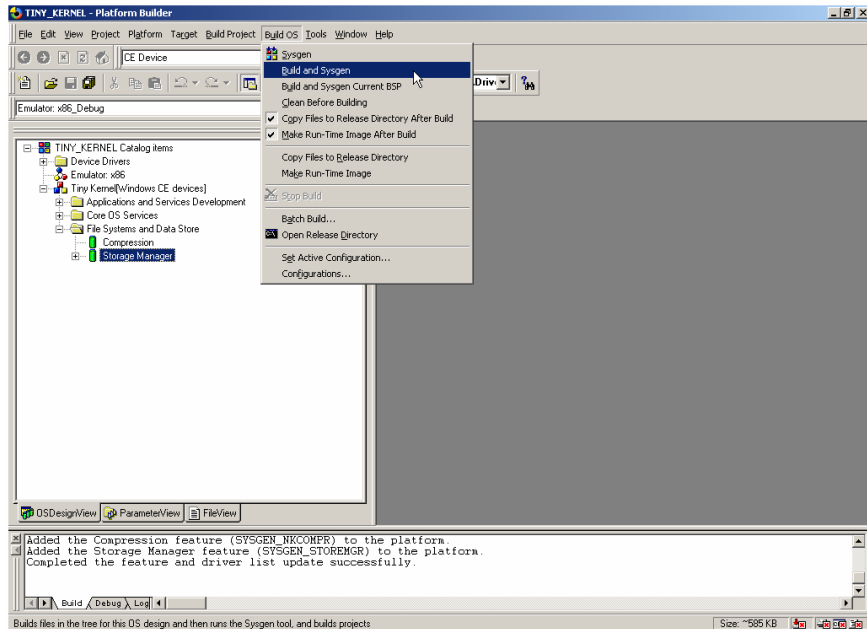 TINY_KERNEL - Platform Builder
File Edit View Project Platform Target Build Project Build OS Tools Window Help
CE Device
Sysgen
Build and Sysgen
Build and Sysgen Current BSP
Clean Before Building
Copy Files to Release Directory After Build
Make Run-Time Image After Build
Copy Files to Release Directory
Make Run-Time Image
Stop Build
Batch Build...
Open Release Directory
Set Active Configuration...
Configurations...
Emulator: x86_Debug
TINY_KERNEL Catalog items
Device Drivers
Emulator: x86
Tiny Kernel[Windows CE devices]
Applications and Services Development
Core OS Services
File Systems and Data Store
Compression
Storage Manager
OSDesignView ParameterView FileView
Added the Compression feature (SYSGEN_NKCOMPR) to the platform.
Added the Storage Manager feature (SYSGEN_STOREMGR) to the platform.
Completed the feature and driver list update successfully.
Build Debug Log
Builds files in the tree for this OS design and then runs the Sysgen tool, and builds projects
Size: ~585 KB